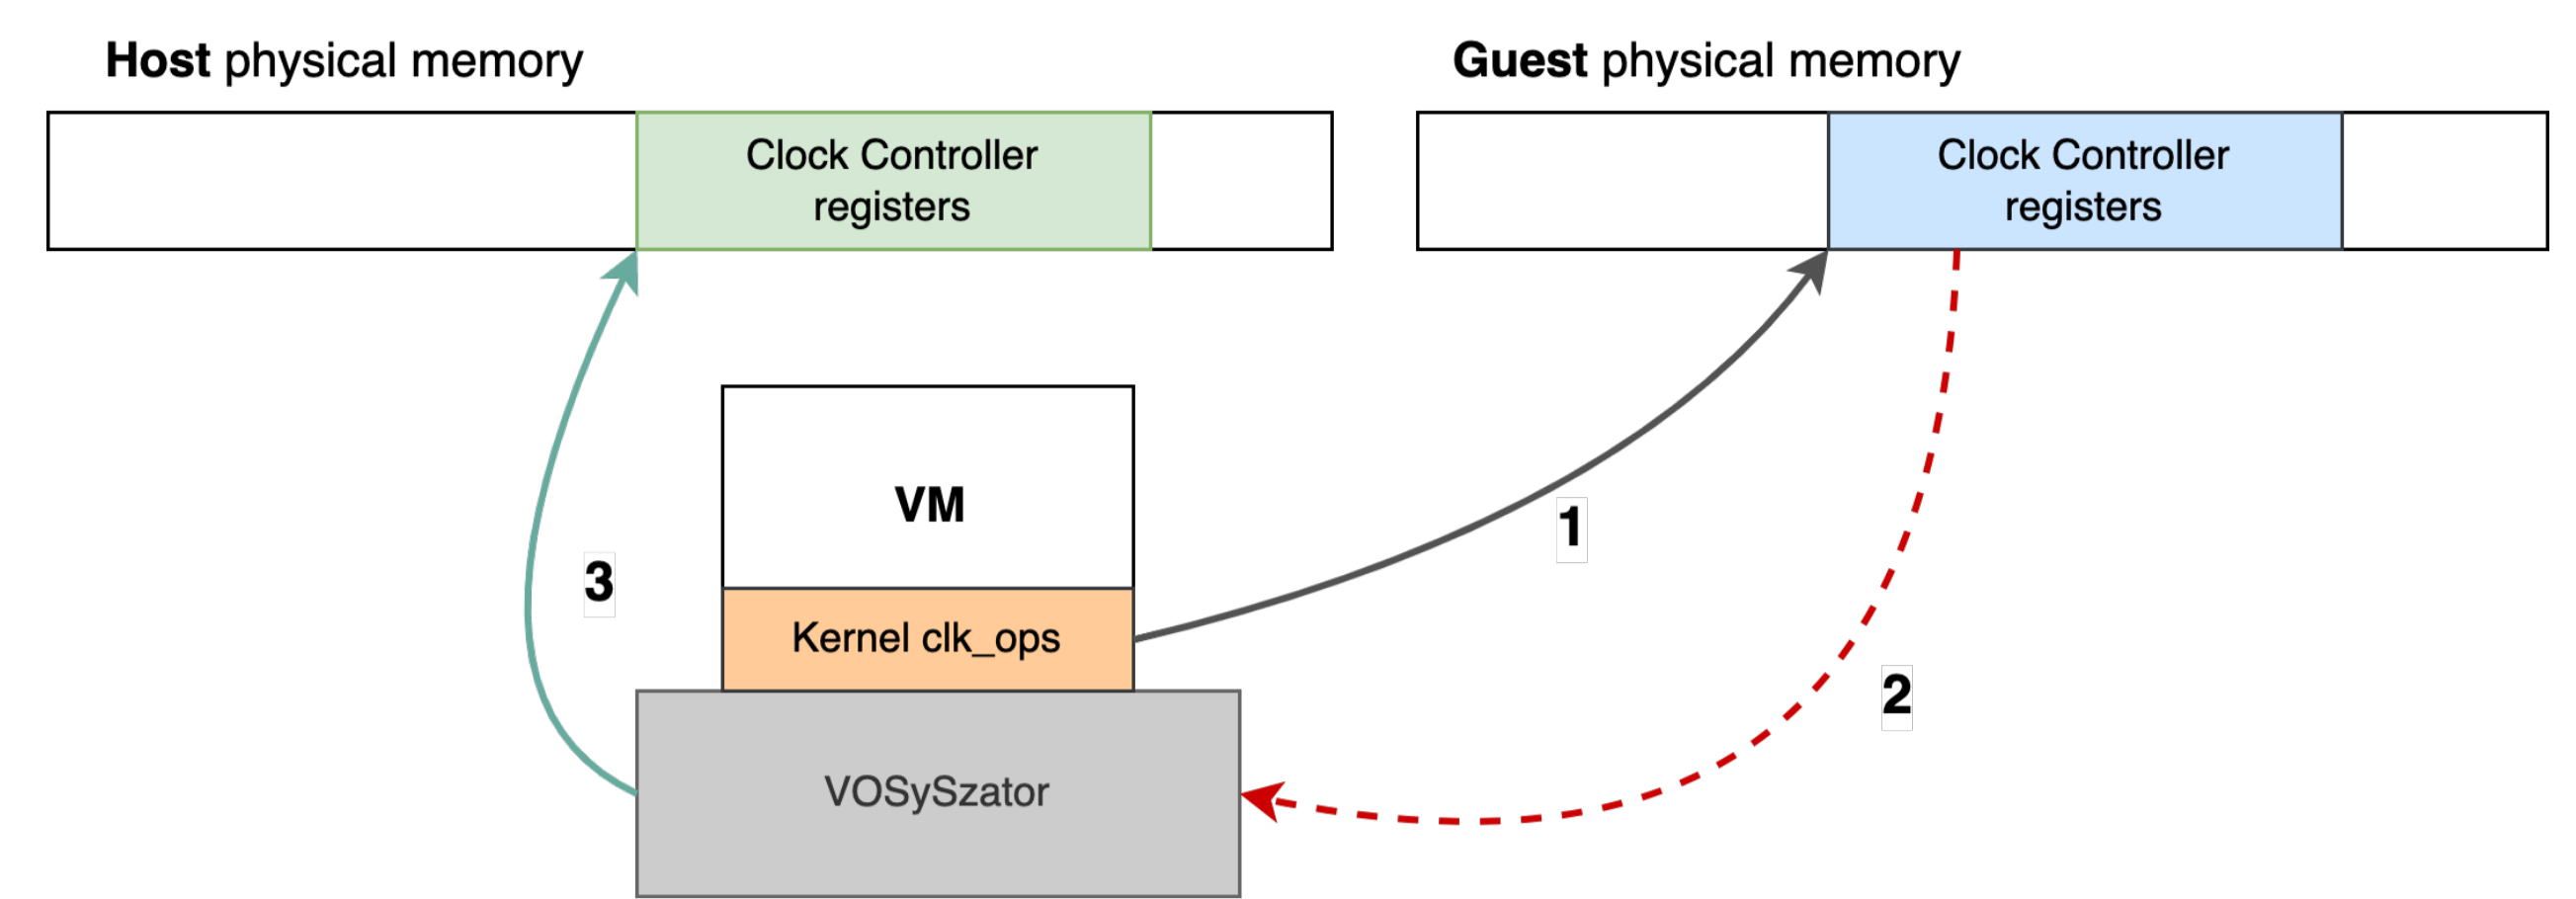 Host physical memory
Guest physical memory
Clock Controller
registers
Clock Controller
registers
VM
1
3
Kernel clk_ops
2
VOSySzator